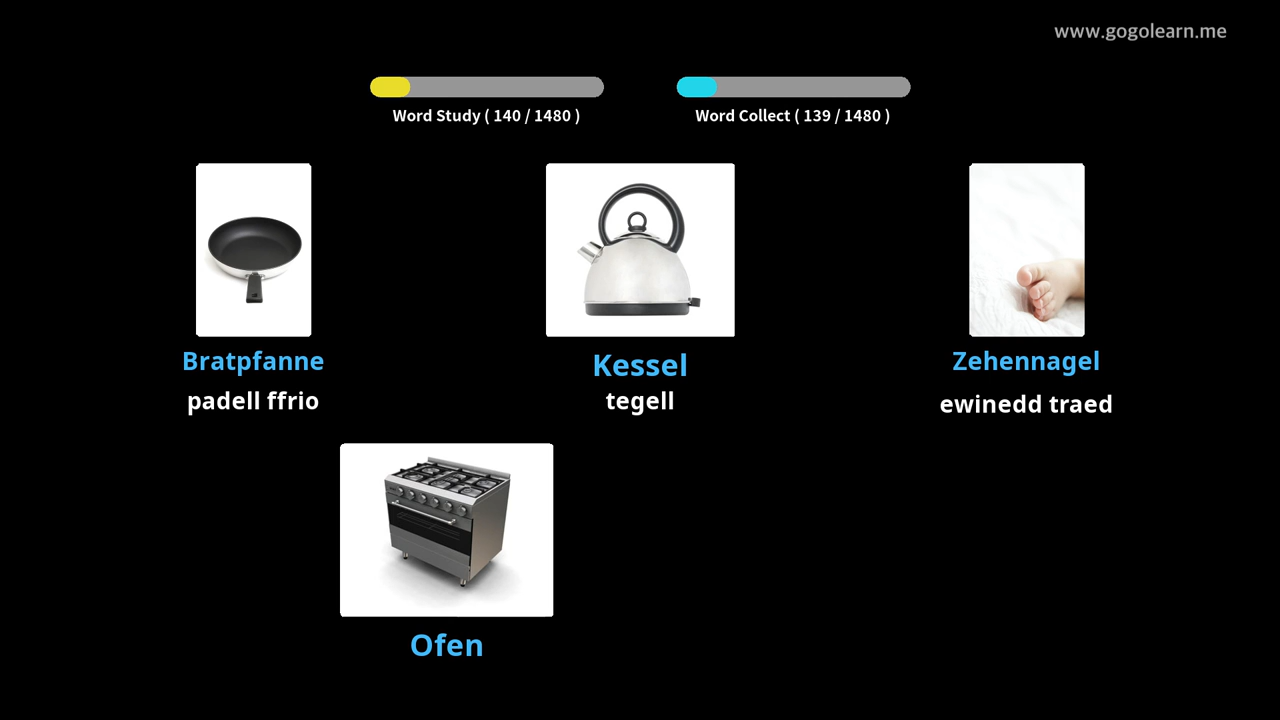 www.gogolearn.me
Word Study ( 140 / 1480 )
Word Collect ( 139 / 1480 )
Bratpfanne
padell ffrio
Kessel
tegell
Zehennagel
ewinedd traed
Ofen